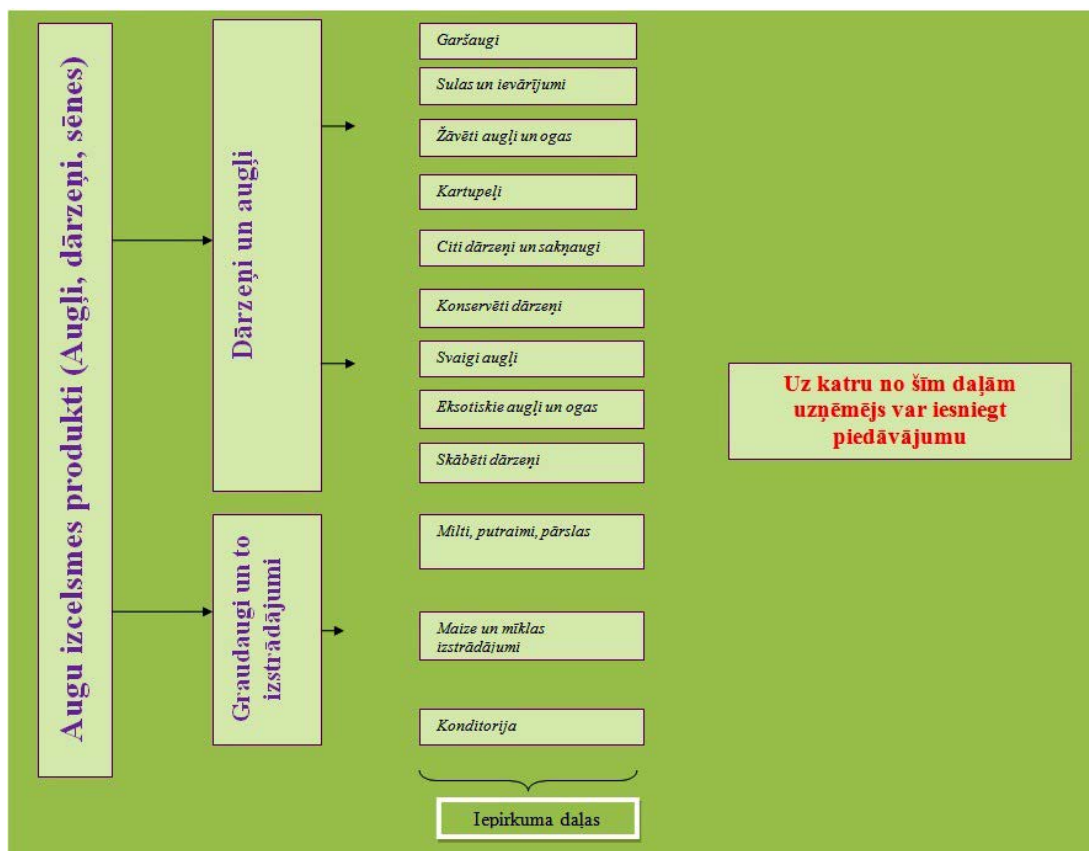 Augu izcelsmes produkti (Augļi, dārzeņi, sēnes)
Dārzeņi un augļi
Graudaugi un to
izstrādājumi
Garšaugi
Sulas un ievārījumi
Žāvēti augļi un ogas
Kartupeļi
Citi dārzeņi un sakņaugi
Konservēti dārzeņi
Svaigi augļi
Eksotiskie augļi un ogas
Skābēti dārzeņi
Milti, putraimi, pārslas
Maize un mīklas
izstrādājumi
Konditorija
Iepirkuma daļas
Uz katru no šīm daļām
uzņēmējs var iesniegt
piedāvājumu